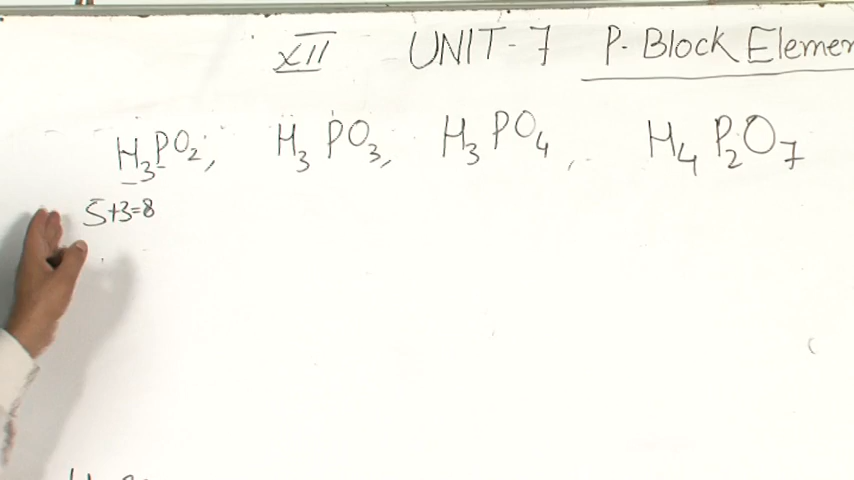 XII UNIT-7 P-Block Elemen
H₃PO₂, H₃PO₃, H₃PO₄, H₄P₂O₇
5+3=8